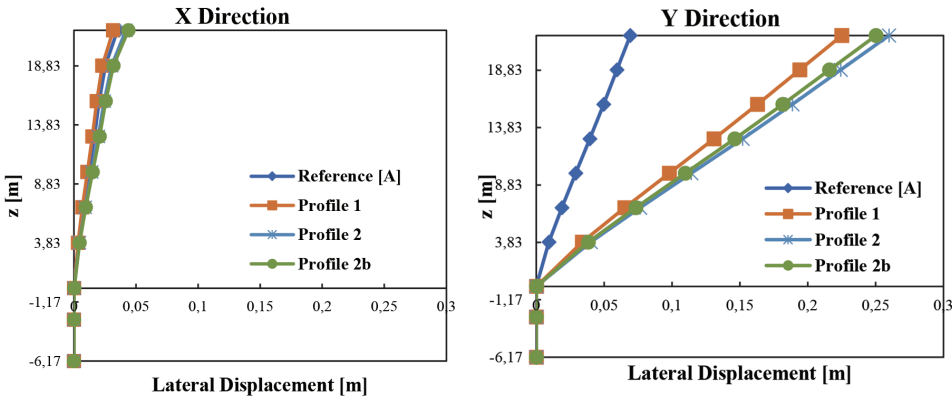 X Direction
18,83
13,83
8,83
3,83
-1,17
-6,17
z [m]
0
0,05
0,1
0,15
0,2
0,25
0,3
Reference [A]
Profile 1
Profile 2
Profile 2b
Lateral Displacement [m]
Y Direction
18,83
13,83
8,83
3,83
-1,17
-6,17
z [m]
0
0,05
0,1
0,15
0,2
0,25
0,3
Reference [A]
Profile 1
Profile 2
Profile 2b
Lateral Displacement [m]